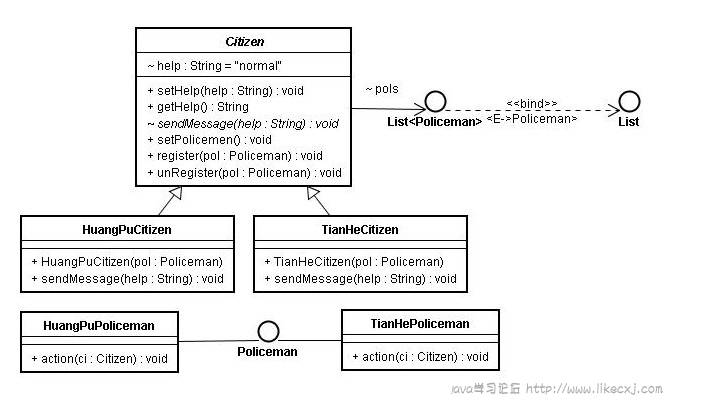 Citizen
~ help : String = "normal"
+ setHelp(help : String) : void
+ getHelp() : String
~ sendMessage(help : String) : void
+ setPolicemen() : void
+ register(pol : Policeman) : void
+ unRegister(pol : Policeman) : void
~ pols
List<Policeman>
<<bind>>
<E->Policeman>
List
HuangPuCitizen
+ HuangPuCitizen(pol : Policeman)
+ sendMessage(help : String) : void
TianHeCitizen
+ TianHeCitizen(pol : Policeman)
+ sendMessage(help : String) : void
HuangPuPoliceman
+ action(ci : Citizen) : void
Policeman
TianHePoliceman
+ action(ci : Citizen) : void
java学习论坛 http://www.likecxj.com